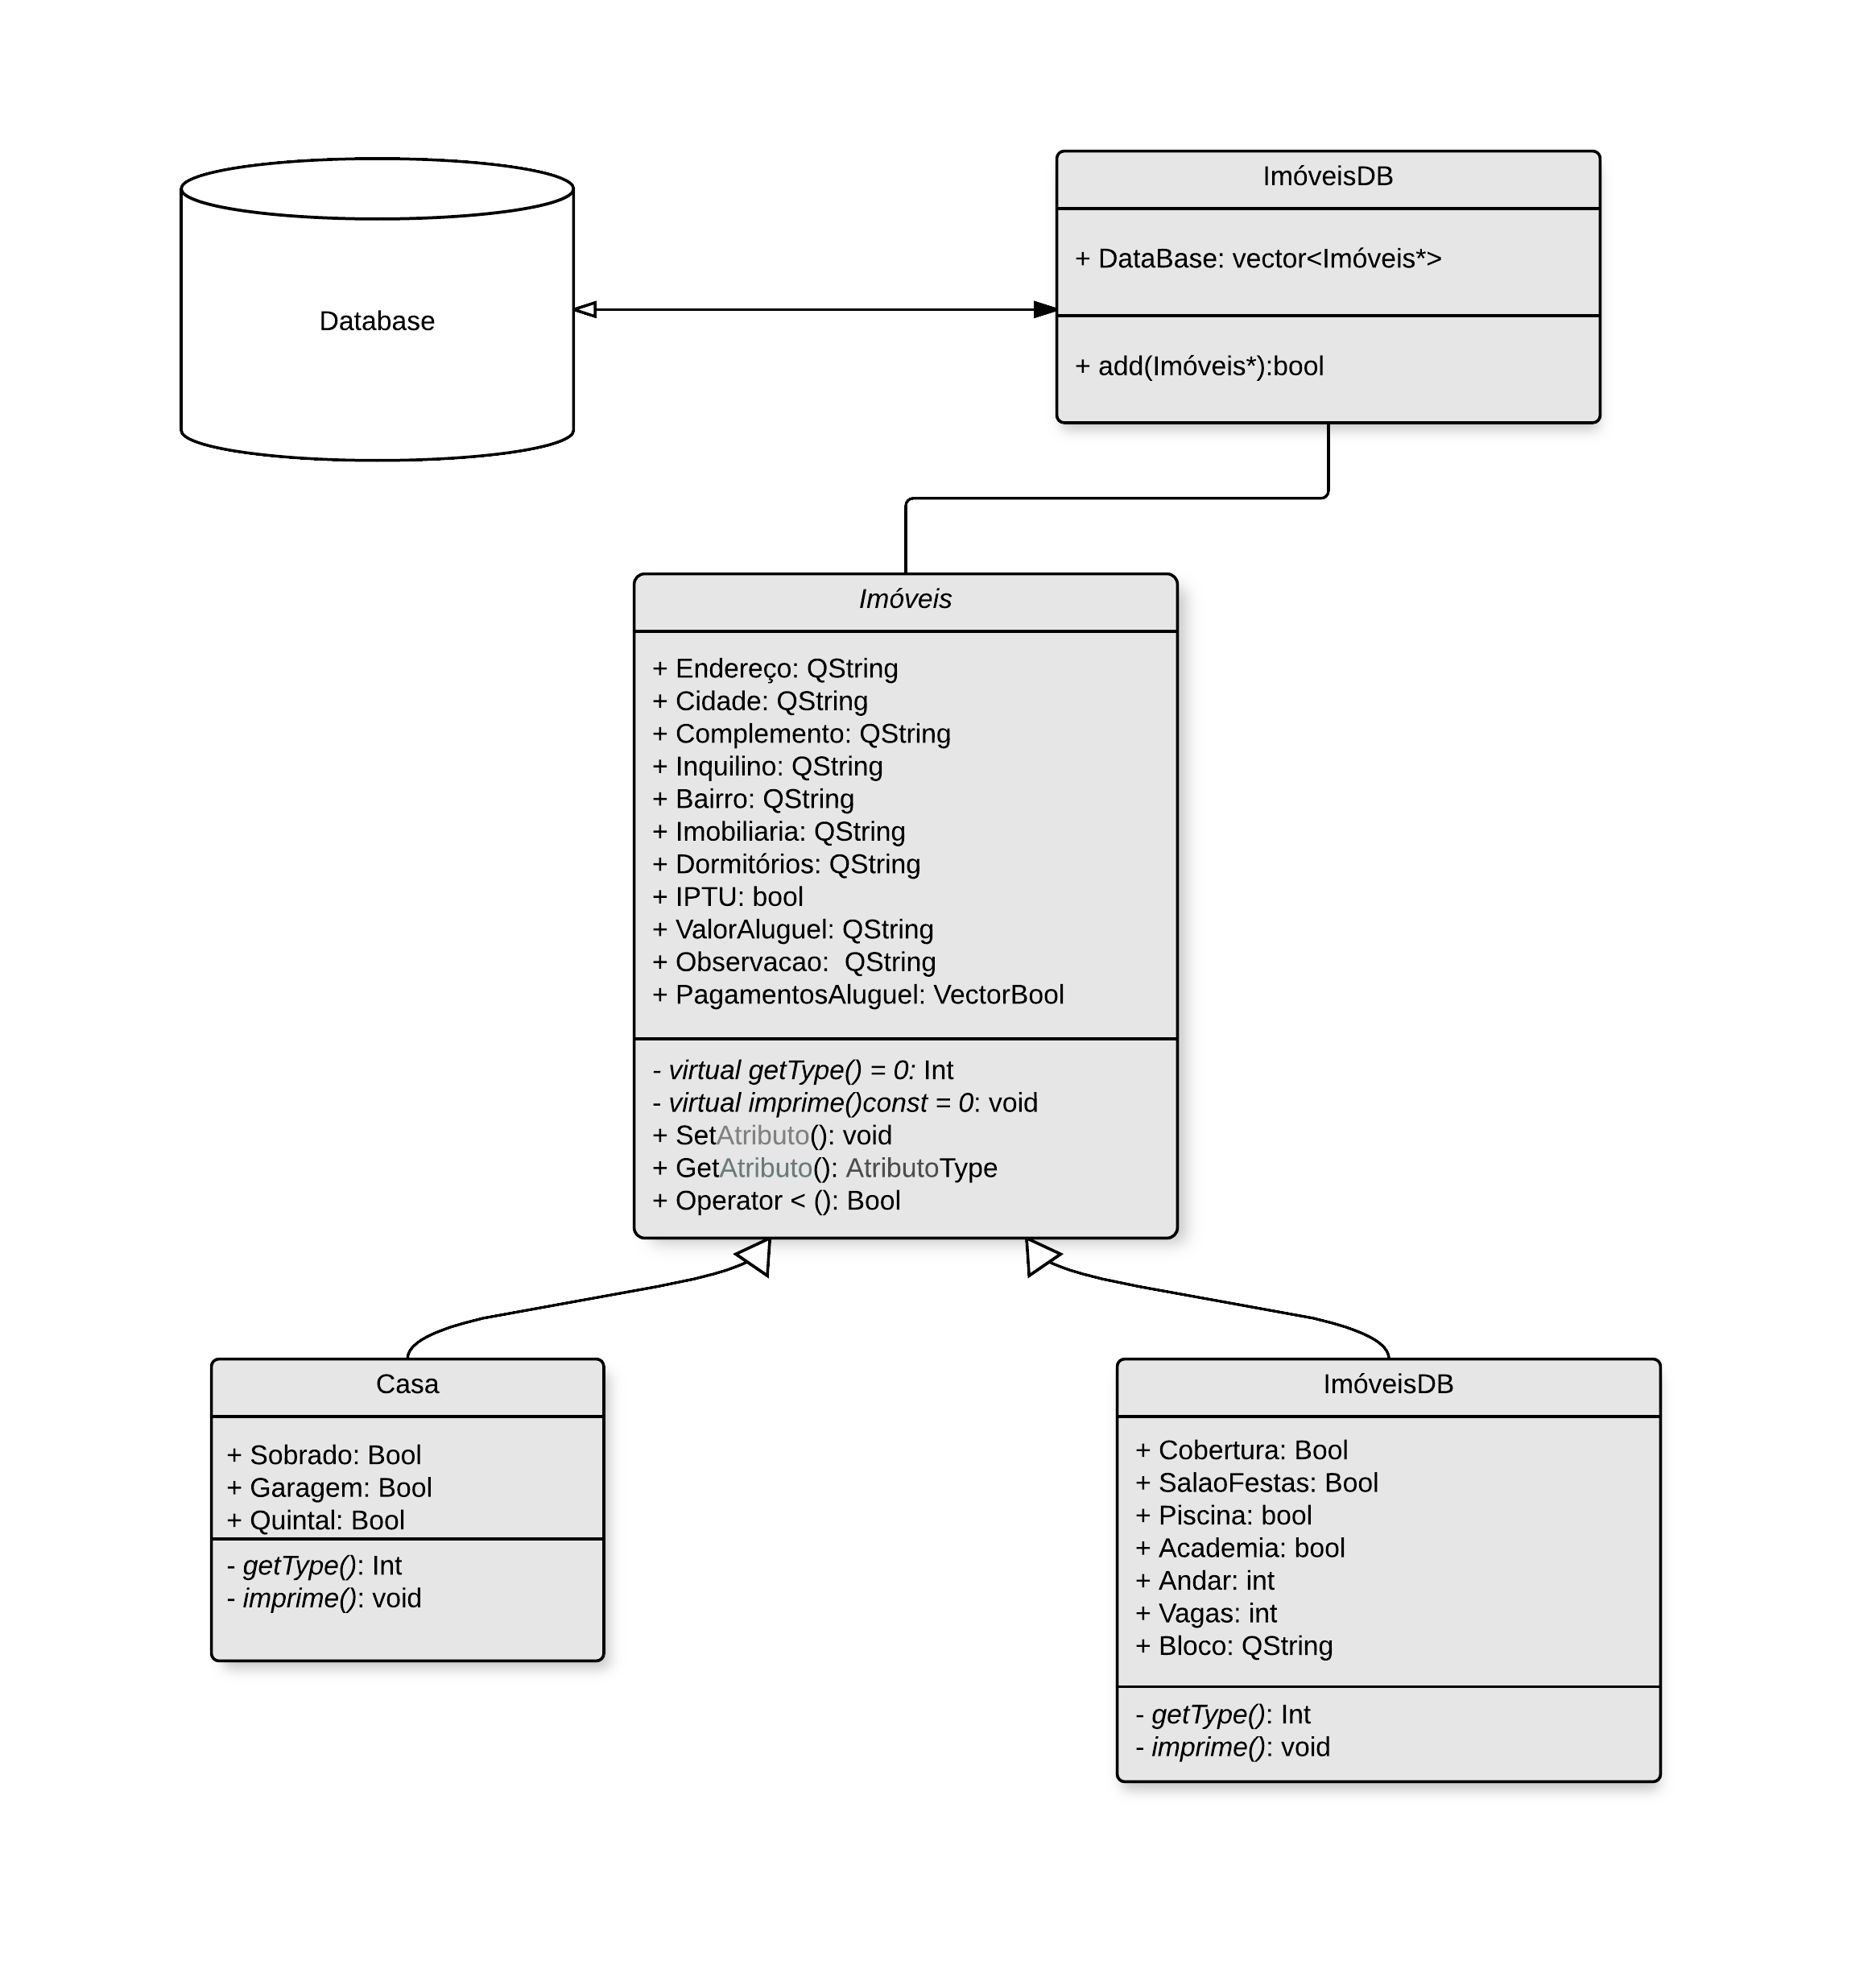 Database
ImóveisDB
+ DataBase: vector<Imóveis*>
+ add(Imóveis*):bool
Imóveis
+ Endereço: QString
+ Cidade: QString
+ Complemento: QString
+ Inquilino: QString
+ Bairro: QString
+ Imobiliaria: QString
+ Dormitórios: QString
+ IPTU: bool
+ ValorAluguel: QString
+ Observacao:  QString
+ PagamentosAluguel: VectorBool
- virtual getType() = 0: Int
- virtual imprime()const = 0: void
+ SetAtributo(): void
+ GetAtributo(): AtributoType
+ Operator < (): Bool
Casa
+ Sobrado: Bool
+ Garagem: Bool
+ Quintal: Bool
- getType(): Int
- imprime(): void
ImóveisDB
+ Cobertura: Bool
+ SalaoFestas: Bool
+ Piscina: bool
+ Academia: bool
+ Andar: int
+ Vagas: int
+ Bloco: QString
- getType(): Int
- imprime(): void